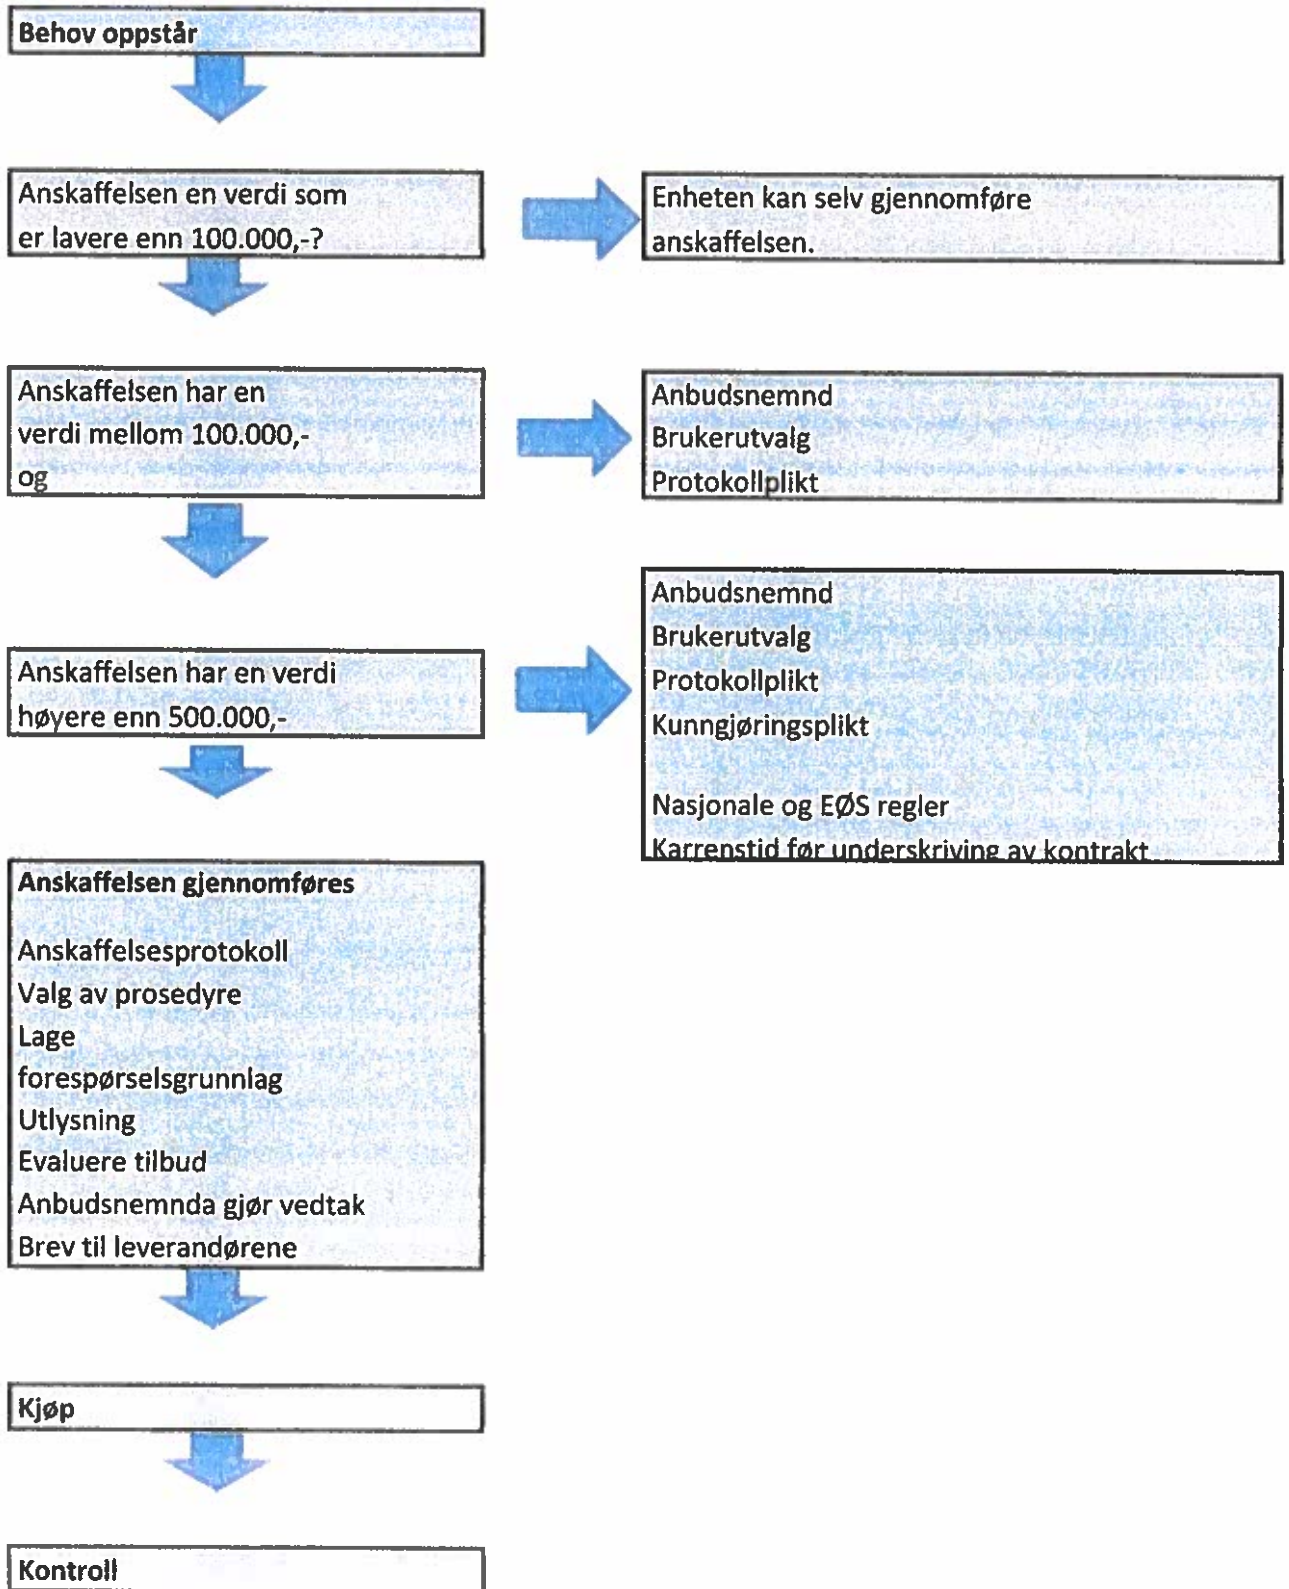 Behov oppstår
Anskaffelsen en verdi som
er lavere enn 100.000,-?
Enheten kan selv gjennomføre
anskaffelsen.
Anskaffelsen har en
verdi mellom 100.000,-
og
Anbudsnemnd
Brukerutvalg
Protokollplikt
Anskaffelsen har en verdi
høyere enn 500.000,-
Anbudsnemnd
Brukerutvalg
Protokollplikt
Kunngjøringsplikt
Nasjonale og EØS regler
Karrenstid før underskriving av kontrakt
Anskaffelsen gjennomføres
Anskaffelsesprotokoll
Valg av prosedyre
Lage
forespørselsgrunnlag
Utlysning
Evaluere tilbud
Anbudsnemnda gjør vedtak
Brev til leverandørene
Kjøp
Kontroll